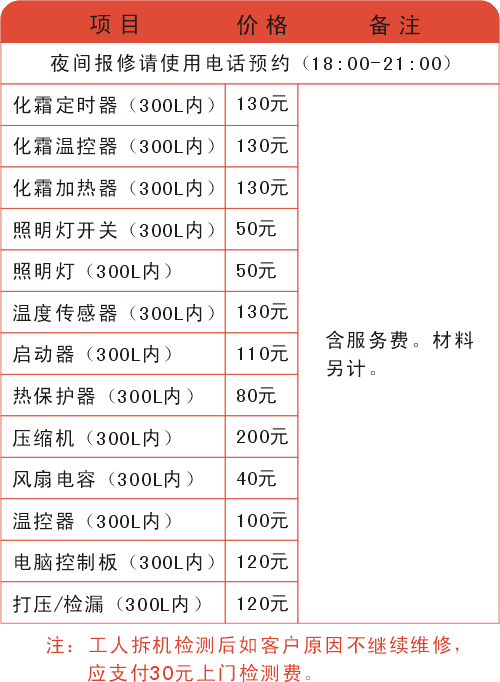 项目 价格 备注
夜间报修请使用电话预约（18:00-21:00）
化霜定时器（300L内） 130元
化霜温控器（300L内） 130元
化霜加热器（300L内） 130元
照明灯开关（300L内） 50元
照明灯（300L内） 50元
温度传感器（300L内） 130元
启动器（300L内） 110元
热保护器（300L内） 80元
压缩机（300L内） 200元
风扇电容（300L内） 40元
温控器（300L内） 100元
电脑控制板（300L内） 120元
打压/检漏（300L内） 120元
含服务费。材料
另计。
注：工人拆机检测后如客户原因不继续维修，
应支付30元上门检测费。